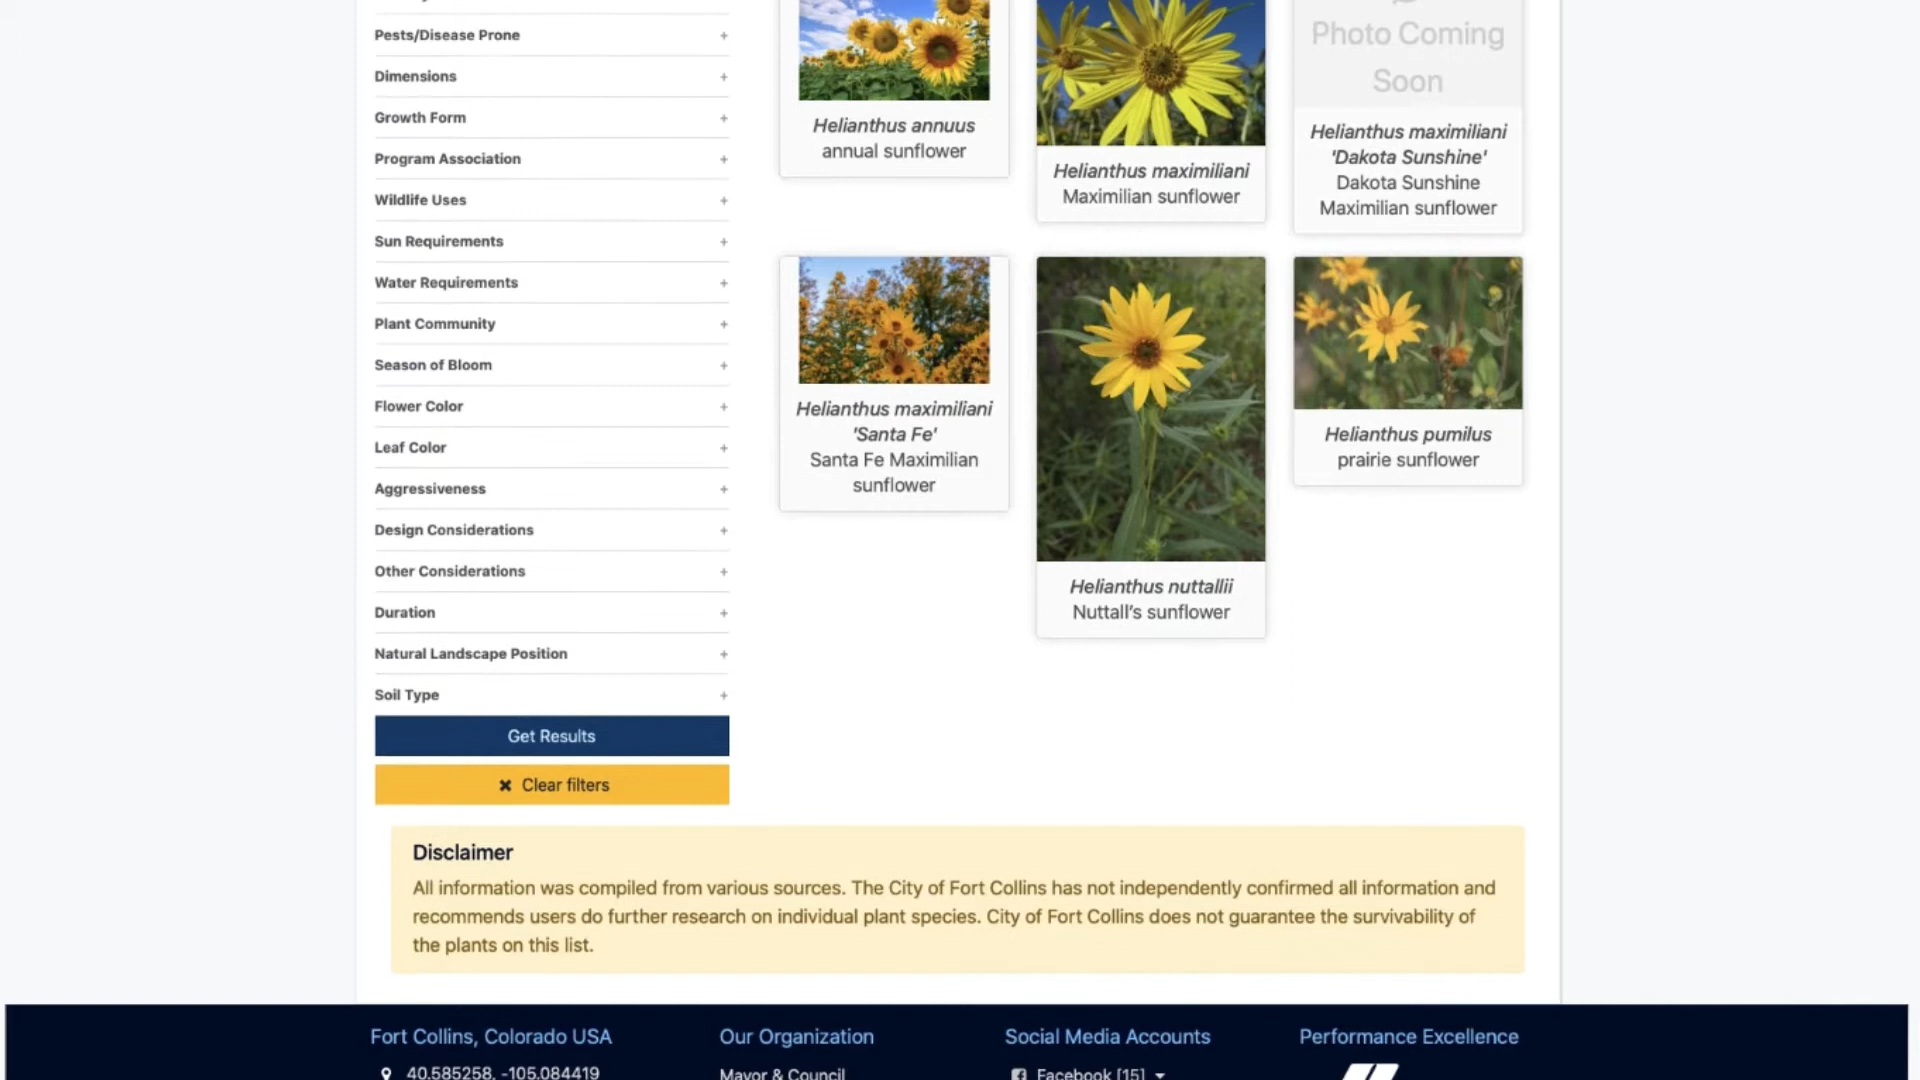 Pests/Disease Prone +
Dimensions +
Growth Form +
Program Association +
Wildlife Uses +
Sun Requirements +
Water Requirements +
Plant Community +
Season of Bloom +
Flower Color +
Leaf Color +
Aggressiveness +
Design Considerations +
Other Considerations +
Duration +
Natural Landscape Position +
Soil Type +
Get Results
✖ Clear filters
Helianthus annuus
annual sunflower
Helianthus maximiliani
Maximilian sunflower
Photo Coming
Soon
Helianthus maximiliani
'Dakota Sunshine'
Dakota Sunshine
Maximilian sunflower
Helianthus maximiliani
'Santa Fe'
Santa Fe Maximilian
sunflower
Helianthus nuttallii
Nuttall's sunflower
Helianthus pumilus
prairie sunflower
Disclaimer
All information was compiled from various sources. The City of Fort Collins has not independently confirmed all information and
recommends users do further research on individual plant species. City of Fort Collins does not guarantee the survivability of
the plants on this list.
Fort Collins, Colorado USA
40.585258, -105.084419
Our Organization
Mayor & Council
Social Media Accounts
Facebook [15]
Performance Excellence